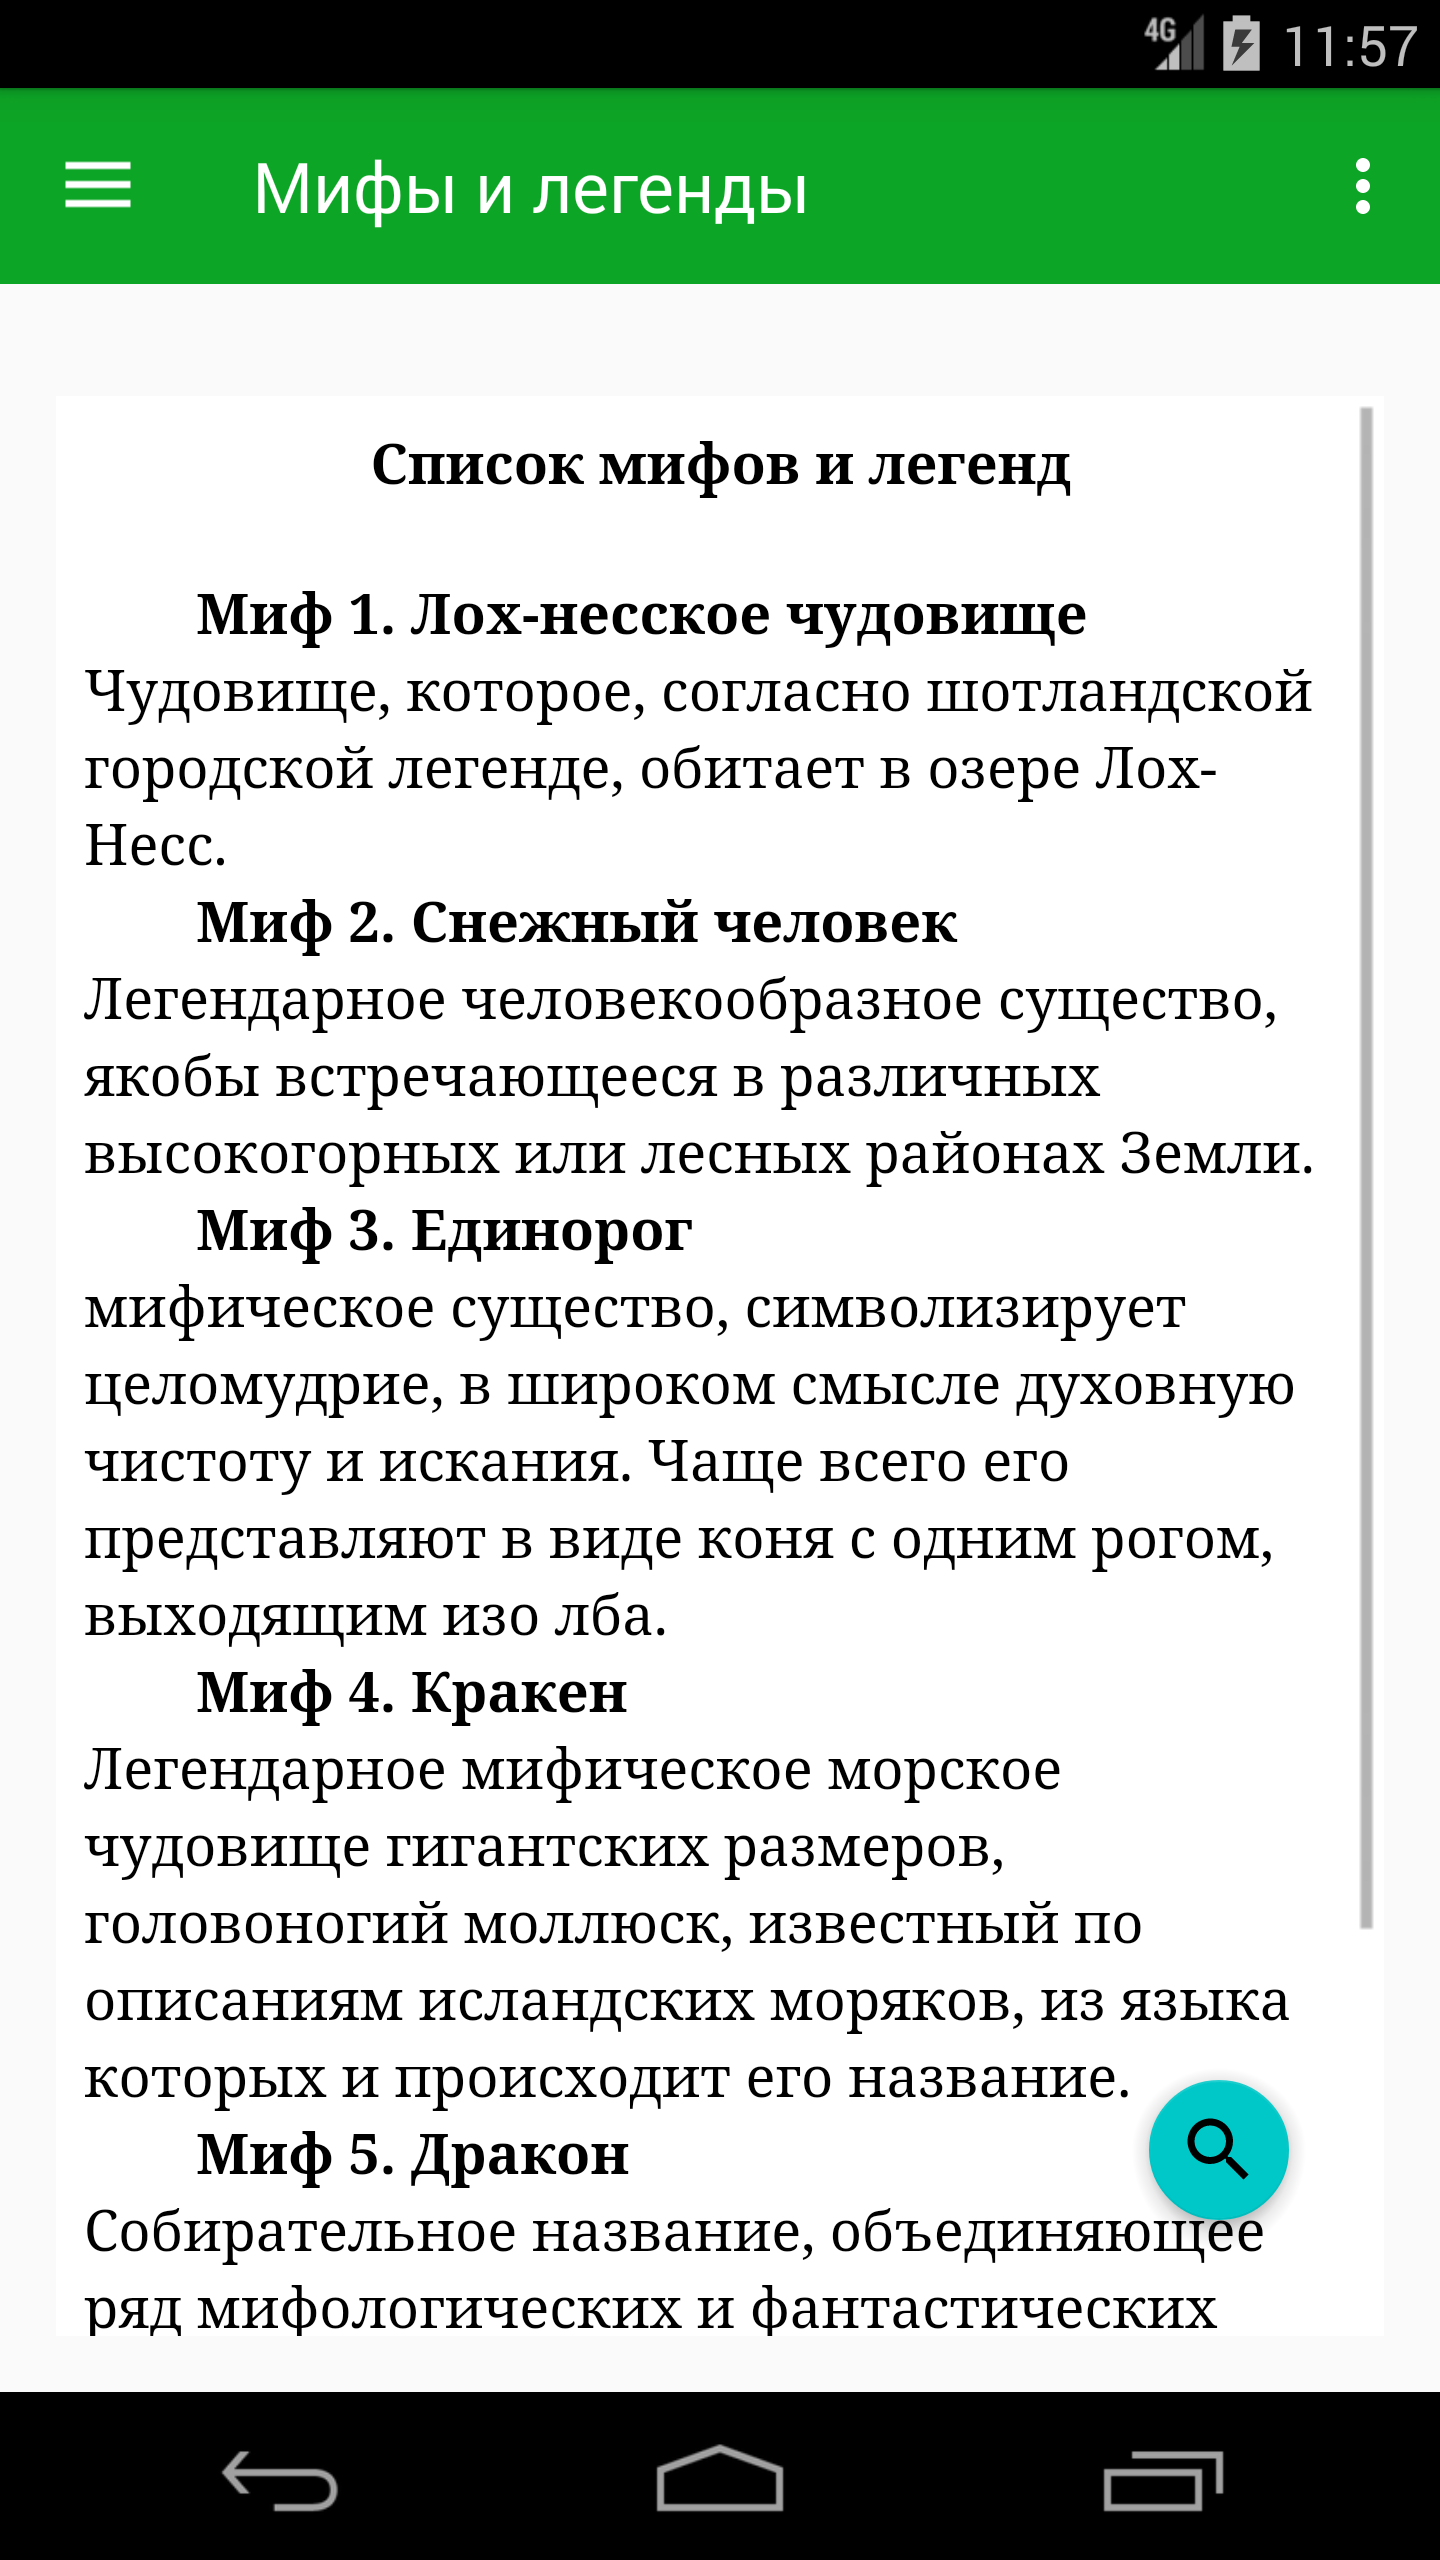 4G 11:57
Мифы и легенды
Список мифов и легенд
Миф 1. Лох-несское чудовище
Чудовище, которое, согласно шотландской
городской легенде, обитает в озере Лох-
Несс.
Миф 2. Снежный человек
Легендарное человекообразное существо,
якобы встречающееся в различных
высокогорных или лесных районах Земли.
Миф 3. Единорог
мифическое существо, символизирует
целомудрие, в широком смысле духовную
чистоту и искания. Чаще всего его
представляют в виде коня с одним рогом,
выходящим изо лба.
Миф 4. Кракен
Легендарное мифическое морское
чудовище гигантских размеров,
головоногий моллюск, известный по
описаниям исландских моряков, из языка
которых и происходит его название.
Миф 5. Дракон
Собирательное название, объединяющее
ряд мифологических и фантастических